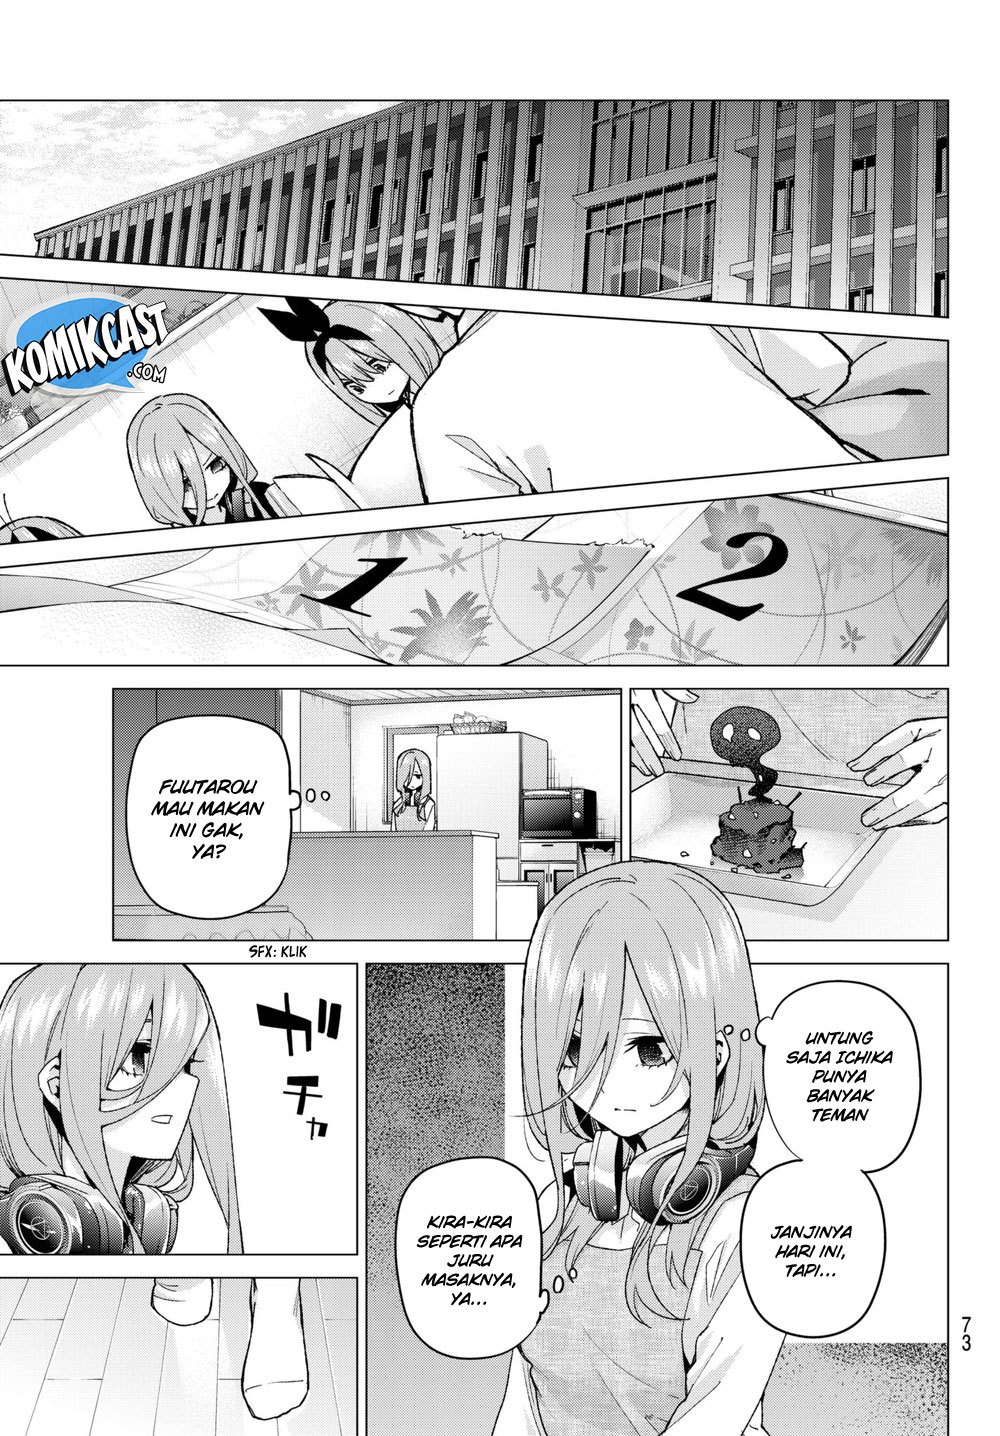 KOMIKCAST
.COM
1
2
FUUTAROU
MAU MAKAN
INI GAK,
YA?
SFX: KLIK
ガチャ
UNTUNG
SAJA ICHIKA
PUNYA
BANYAK
TEMAN
JANJINYA
HARI INI,
TAPI...
KIRA-KIRA
SEPERTI APA
JURU
MASAKNYA,
YA...
73